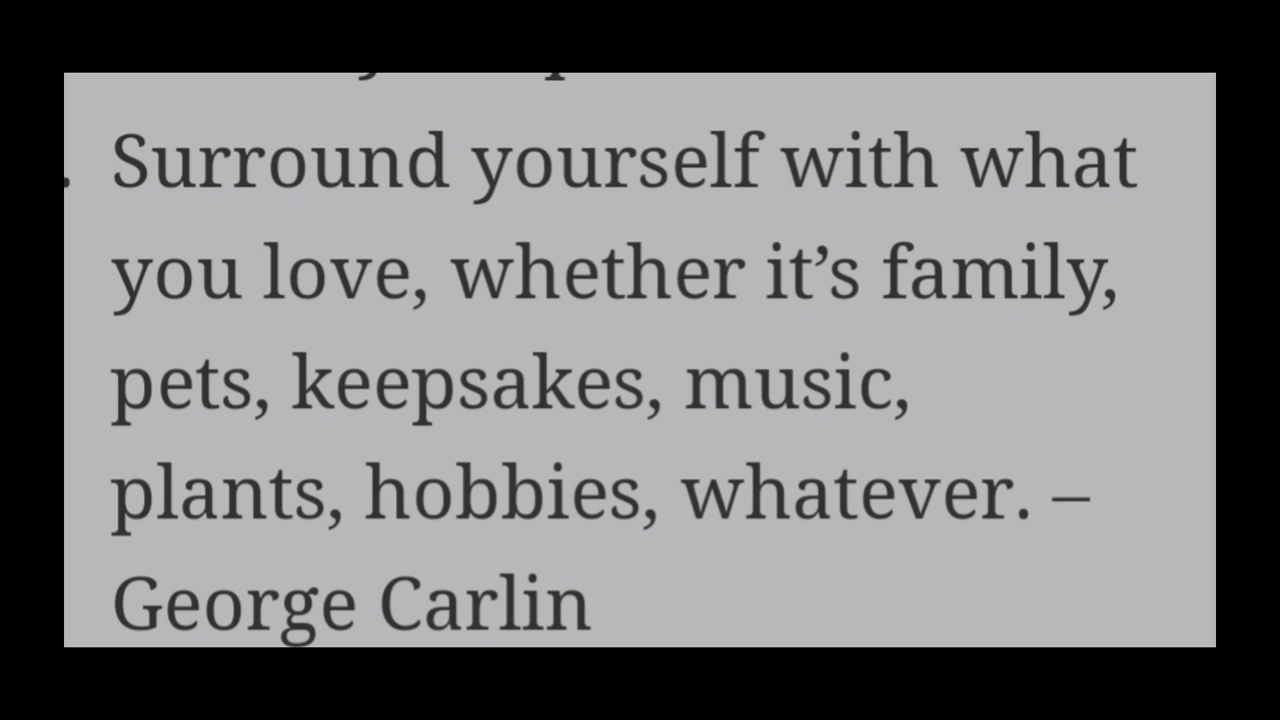 Surround yourself with what
you love, whether it’s family,
pets, keepsakes, music,
plants, hobbies, whatever. –
George Carlin